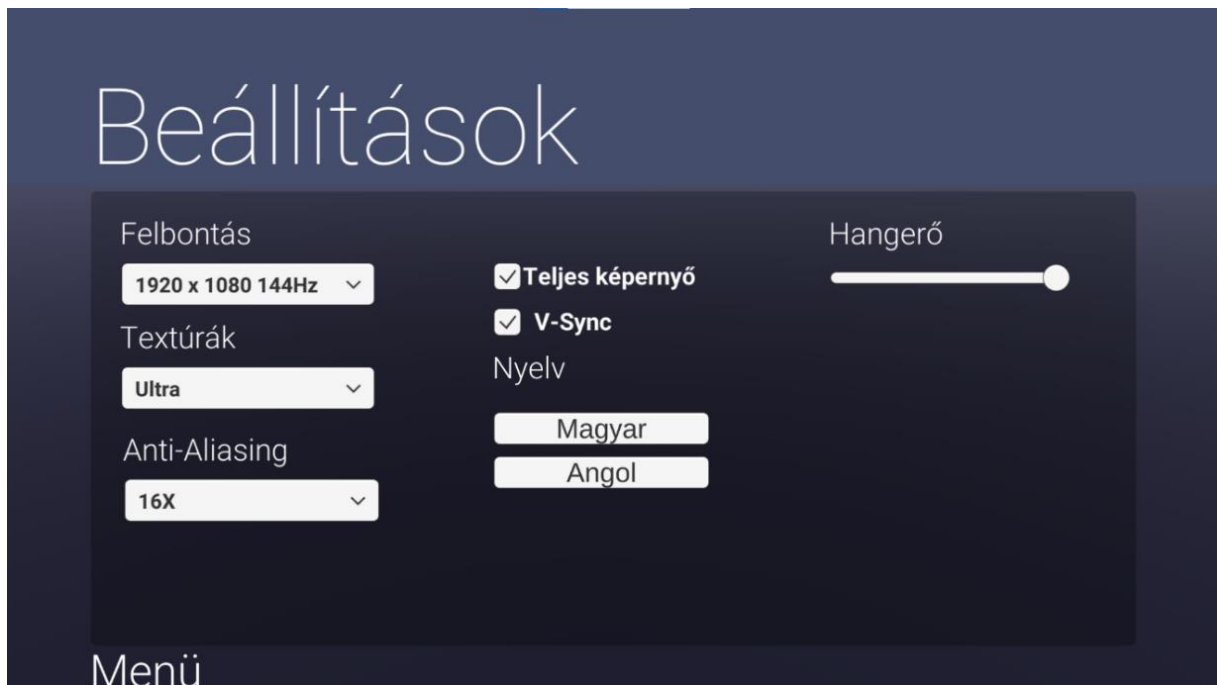 Beállítások
Felbontás
1920 x 1080 144Hz
Textúrák
Ultra
Anti-Aliasing
16X
Teljes képernyő
V-Sync
Nyelv
Magyar
Angol
Hangerő
Menü